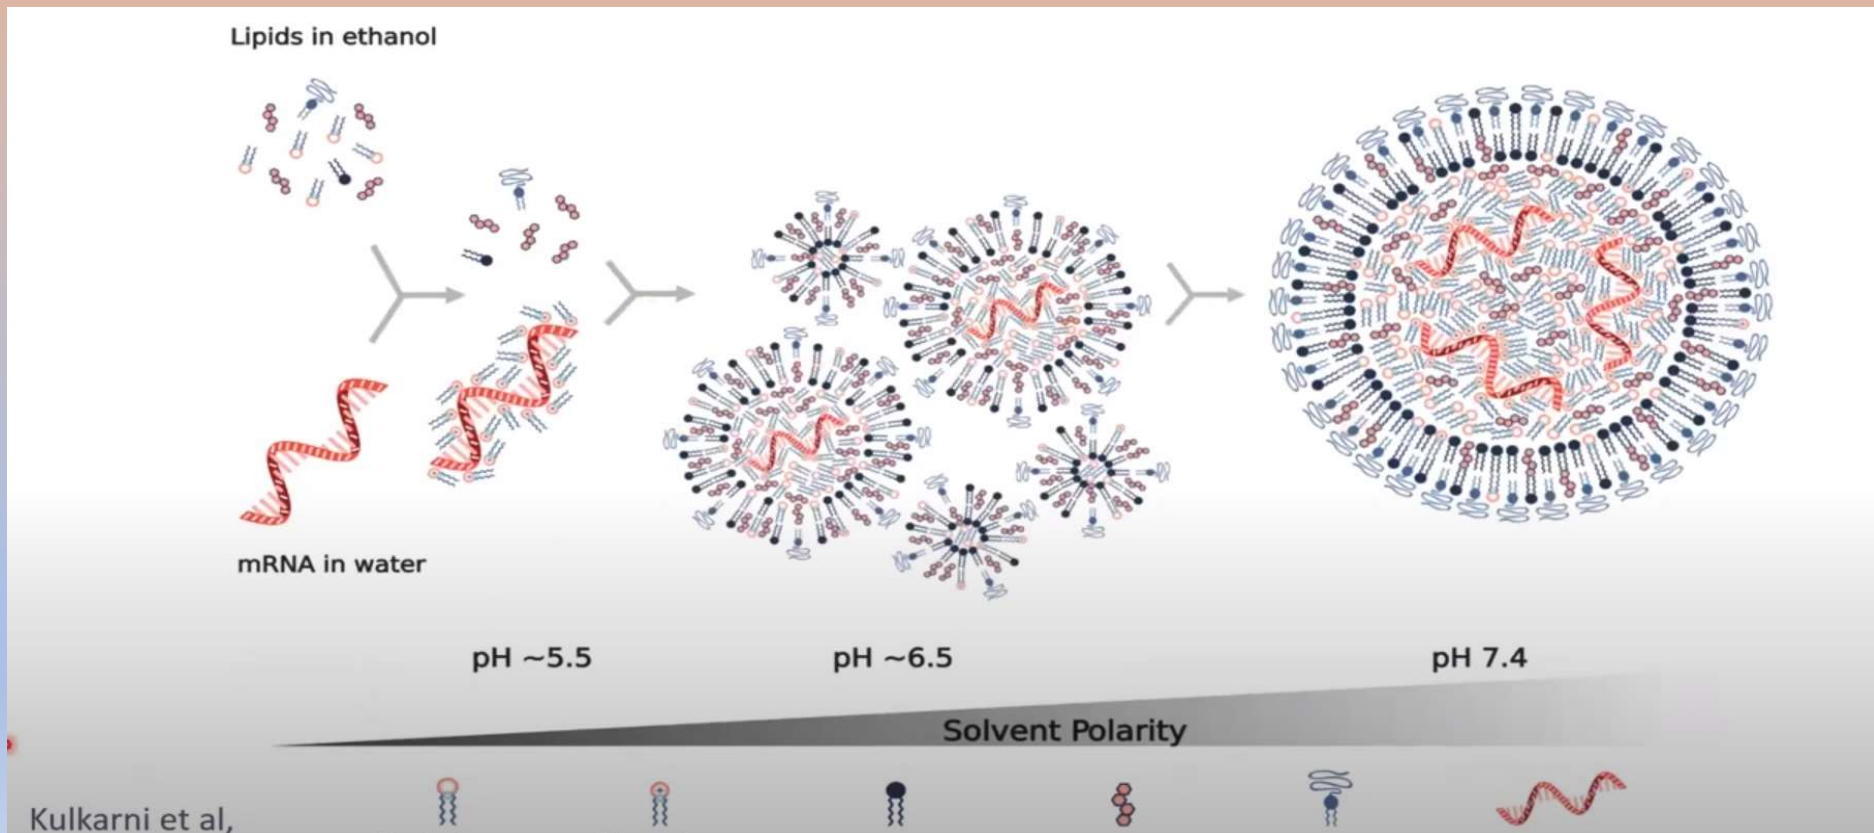 Lipids in ethanol
mRNA in water
pH ~5.5
pH ~6.5
pH 7.4
Solvent Polarity
Kulkarni et al,